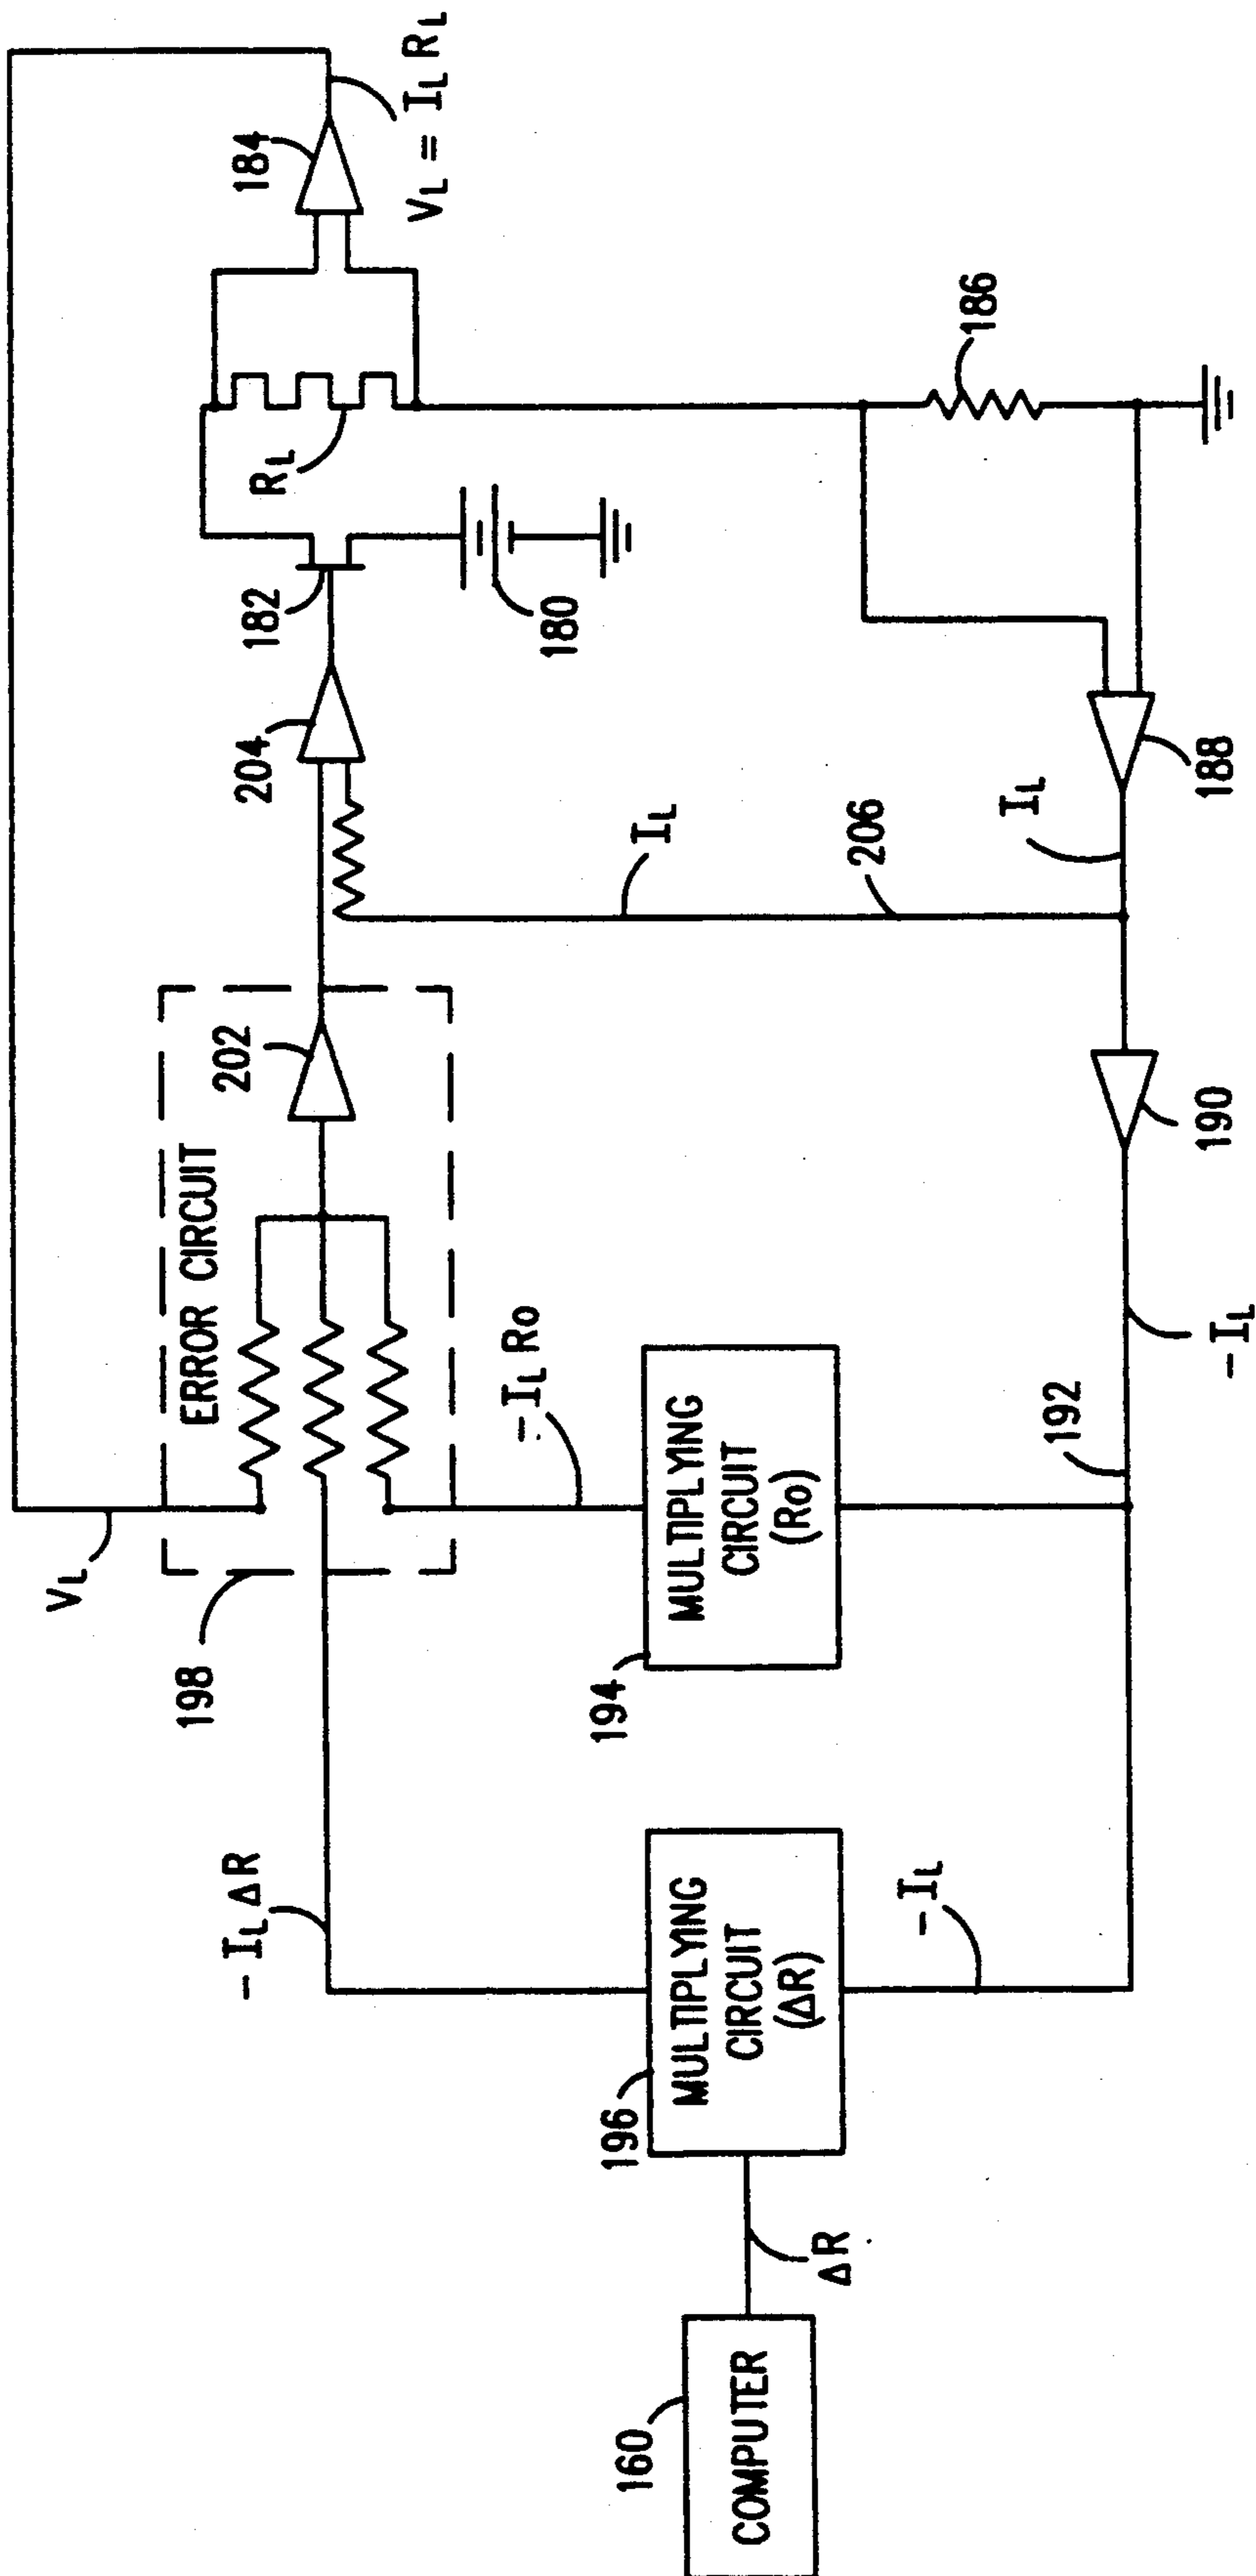 V_L
198
ERROR CIRCUIT
202
204
182
180
R_L
184
V_L = I_L R_L
186
188
I_L
I_L
206
190
-I_L
192
-I_L Ro
MULTIPLYING
CIRCUIT
(Ro)
194
-I_L ΔR
MULTIPLYING
CIRCUIT
(ΔR)
196
-I_L
ΔR
COMPUTER
160